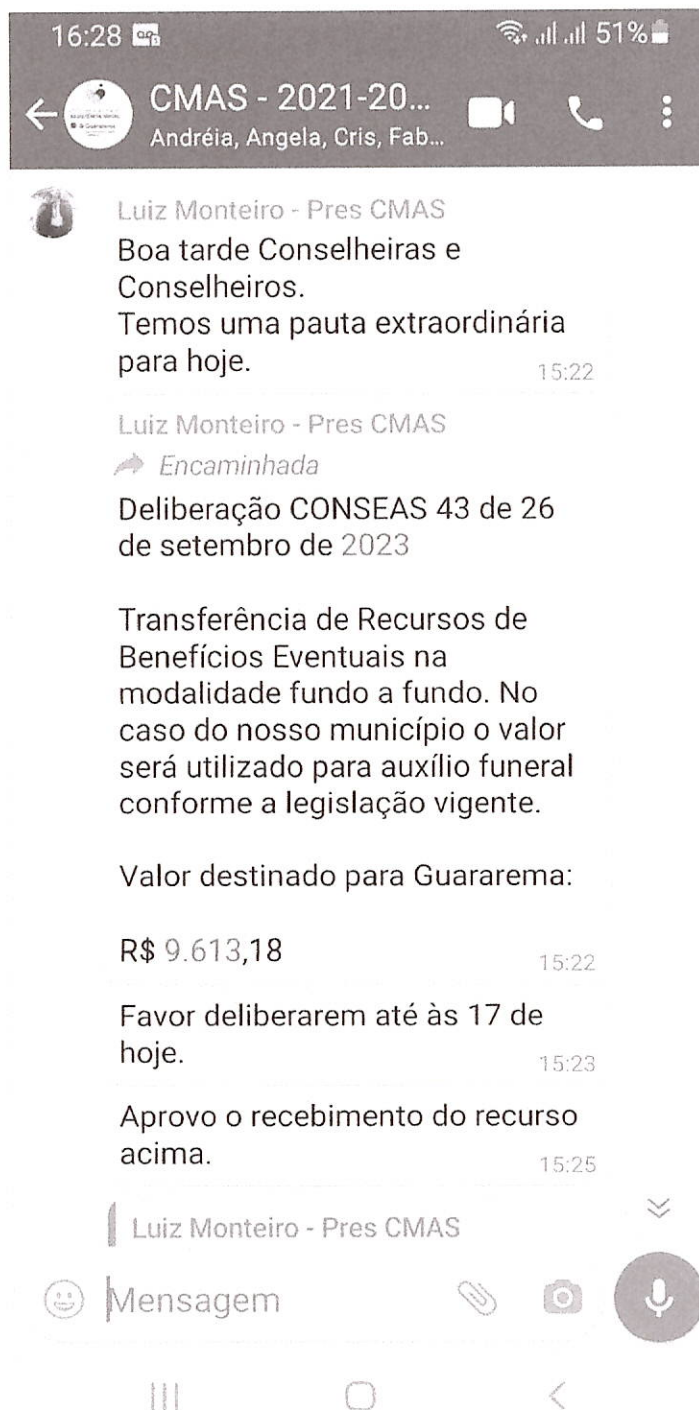 16:28 51%
CMAS - 2021-20...
Andréia, Angela, Cris, Fab...
Luiz Monteiro - Pres CMAS
Boa tarde Conselheiras e
Conselheiros.
Temos uma pauta extraordinária
para hoje. 15:22
Luiz Monteiro - Pres CMAS
Encaminhada
Deliberação CONSEAS 43 de 26
de setembro de 2023
Transferência de Recursos de
Benefícios Eventuais na
modalidade fundo a fundo. No
caso do nosso município o valor
será utilizado para auxílio funeral
conforme a legislação vigente.
Valor destinado para Guararema:
R$ 9.613,18 15:22
Favor deliberarem até às 17 de
hoje. 15:23
Aprovo o recebimento do recurso
acima. 15:25
Luiz Monteiro - Pres CMAS
Mensagem